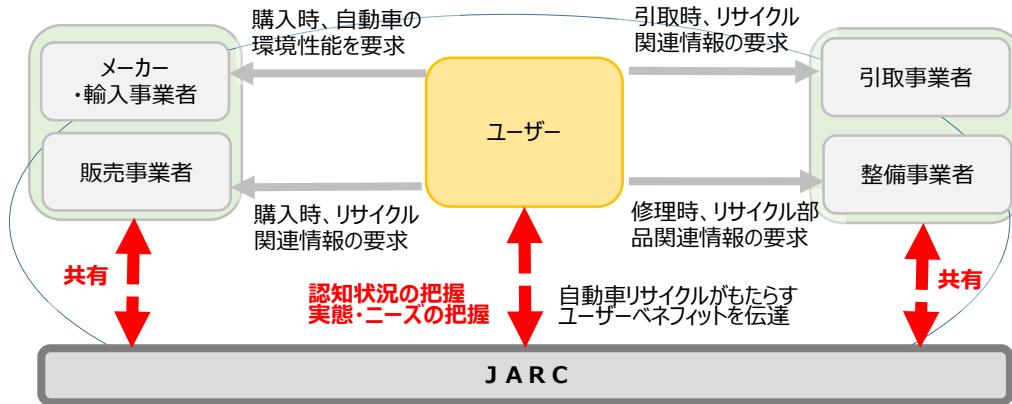 購入時、自動車の
環境性能を要求
引取時、リサイクル
関連情報の要求
メーカー
・輸入事業者
ユーザー
引取事業者
販売事業者
整備事業者
購入時、リサイクル
関連情報の要求
修理時、リサイクル部
品関連情報の要求
共有
認知状況の把握
実態・ニーズの把握
自動車リサイクルがもたらす
ユーザーベネフィットを伝達
共有
JARC